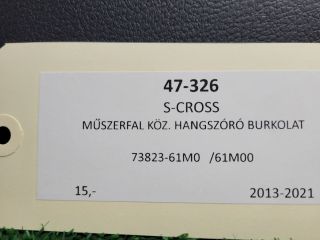 47-326
S-CROSS
MŰSZERFAL KÖZ. HANGSZÓRÓ BURKOLAT
73823-61M0 /61M00
15,- 2013-2021